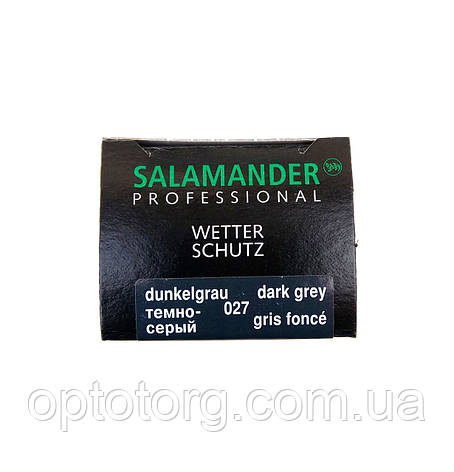 SALAMANDER
PROFESSIONAL
WETTER
SCHUTZ
dunkelgrau dark grey
темно- 027
серый gris foncé
optotorg.com.ua